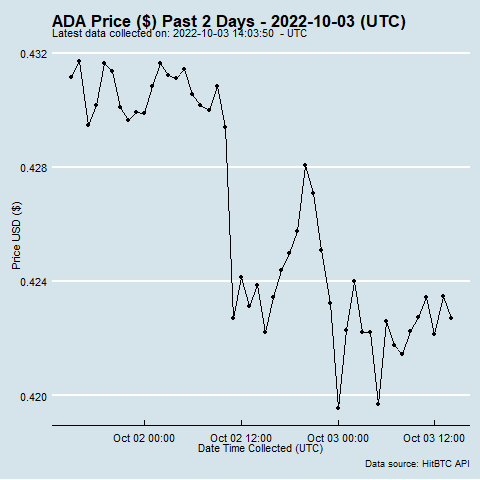 ADA Price ($) Past 2 Days - 2022-10-03 (UTC)
Latest data collected on: 2022-10-03 14:03:50 - UTC
0.432
0.428
0.424
0.420
Price USD ($)
Oct 02 00:00
Oct 02 12:00
Oct 03 00:00
Oct 03 12:00
Date Time Collected (UTC)
Data source: HitBTC API